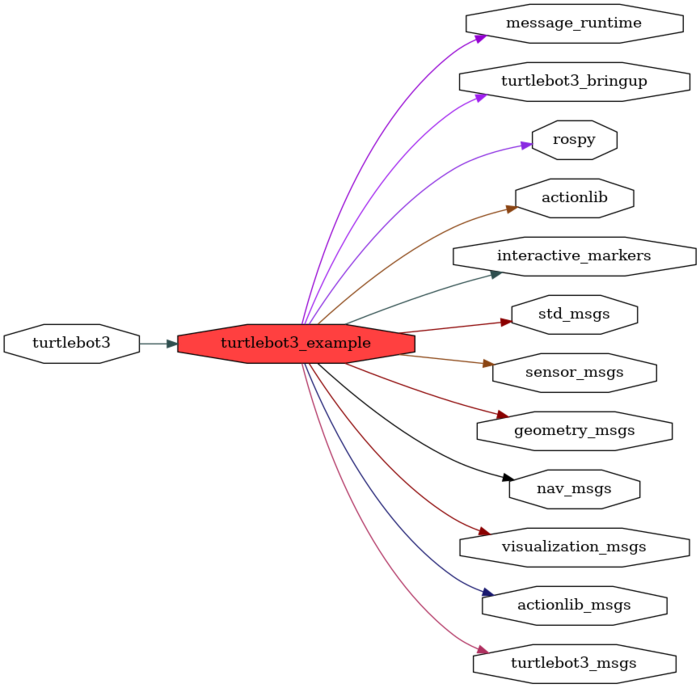 message_runtime
turtlebot3_bringup
rospy
actionlib
interactive_markers
std_msgs
turtlebot3
turtlebot3_example
sensor_msgs
geometry_msgs
nav_msgs
visualization_msgs
actionlib_msgs
turtlebot3_msgs